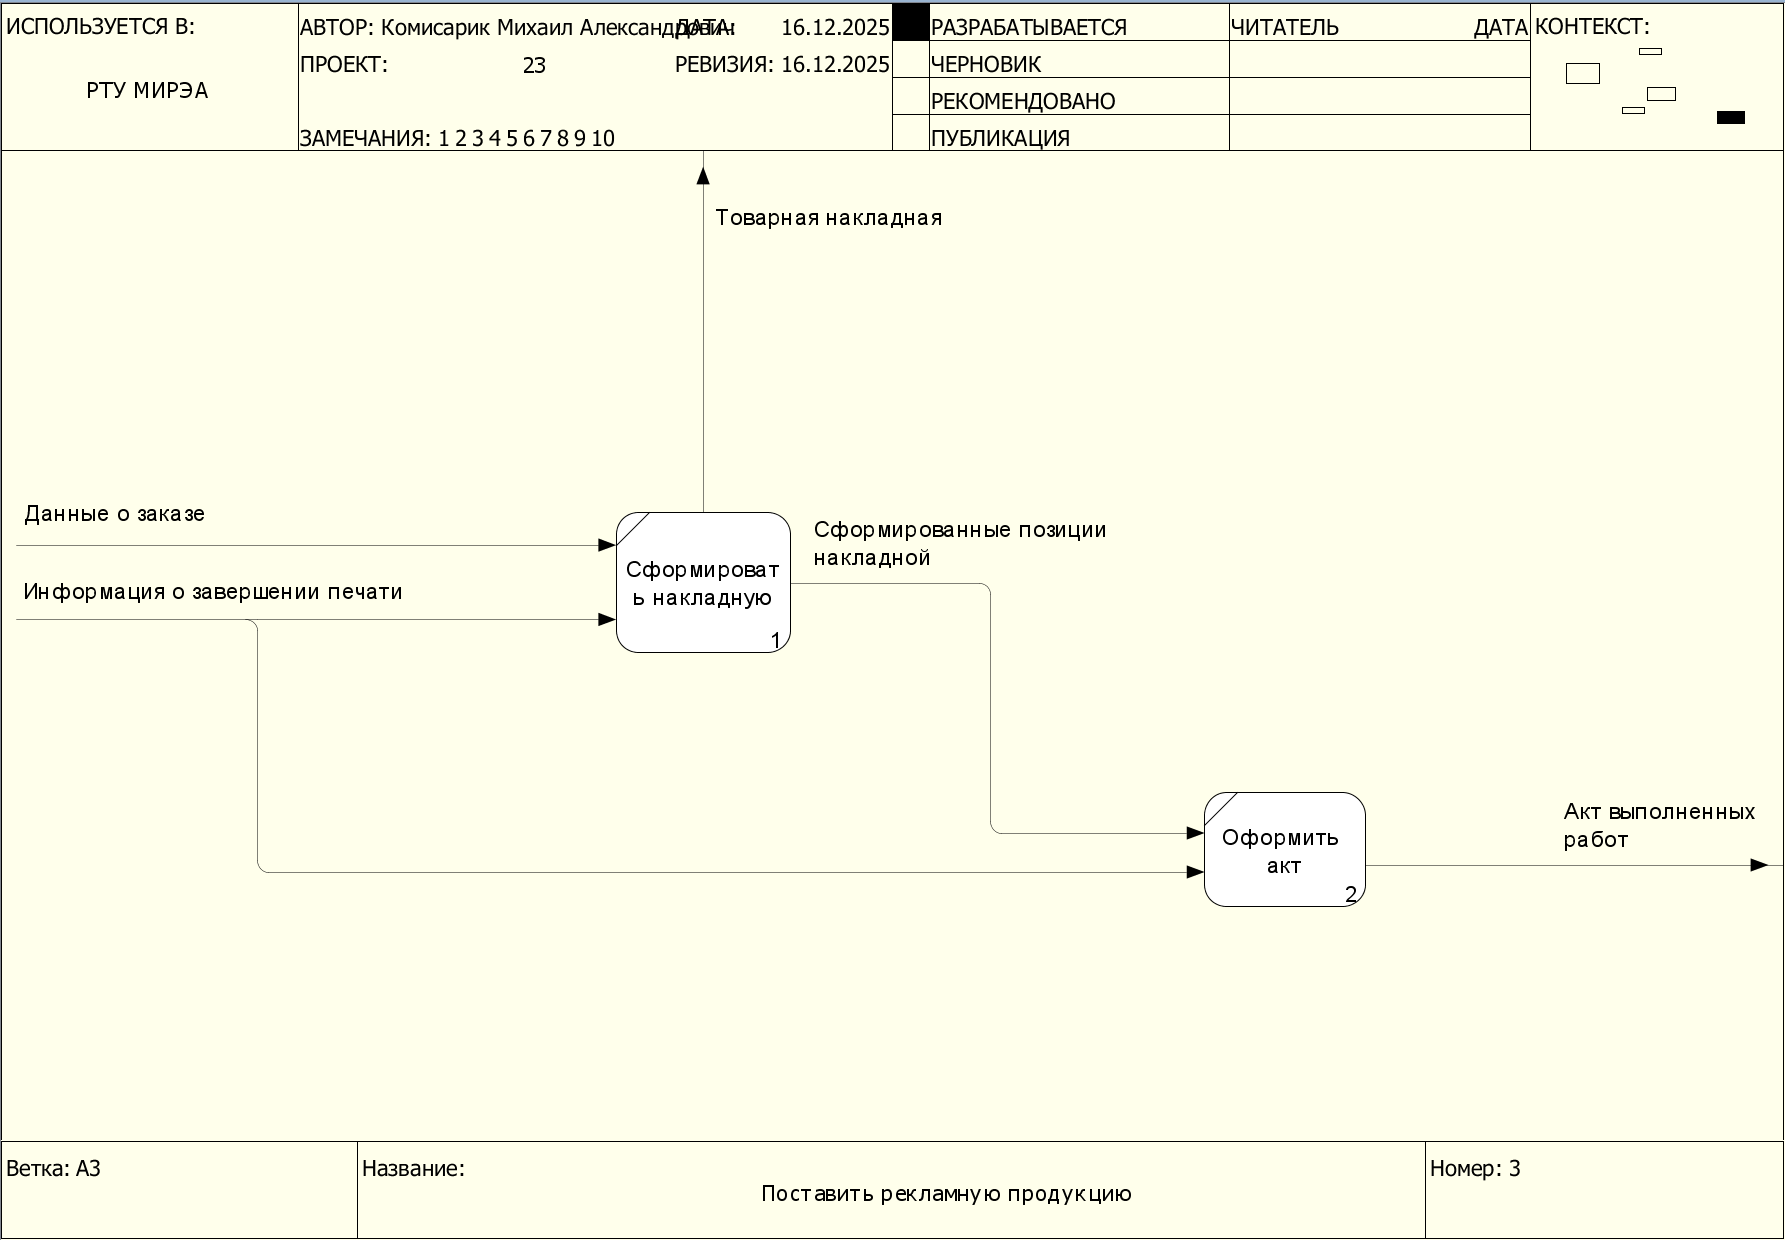 ИСПОЛЬЗУЕТСЯ В:
РТУ МИРЭА
АВТОР: Комисарик Михаил Александрович
ДАТА: 16.12.2025
ПРОЕКТ: 23
РЕВИЗИЯ: 16.12.2025
ЗАМЕЧАНИЯ: 1 2 3 4 5 6 7 8 9 10
РАЗРАБАТЫВАЕТСЯ
ЧЕРНОВИК
РЕКОМЕНДОВАНО
ПУБЛИКАЦИЯ
ЧИТАТЕЛЬ ДАТА
КОНТЕКСТ:
Товарная накладная
Данные о заказе
Информация о завершении печати
Сформироват
ь накладную
1
Сформированные позиции
накладной
Оформить
акт
2
Акт выполненных
работ
Ветка: A3
Название:
Поставить рекламную продукцию
Номер: 3